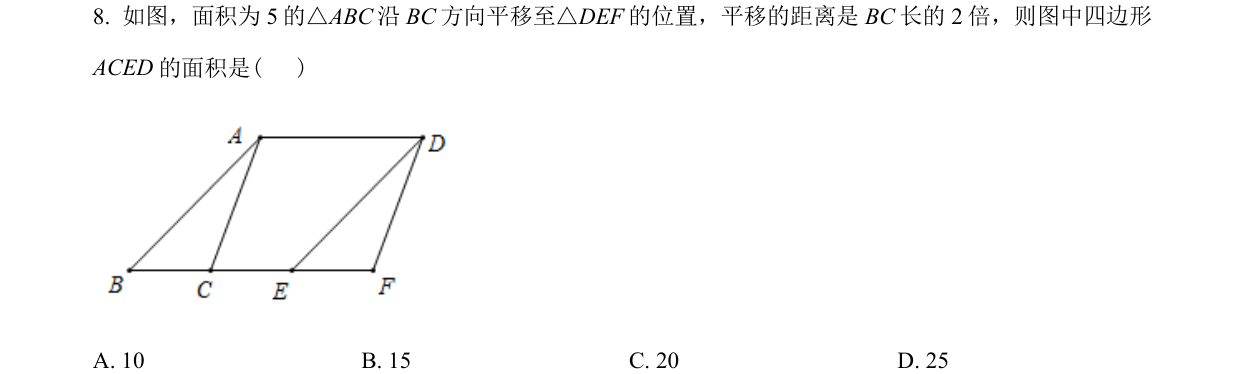 8. 如图，面积为 5 的△ABC 沿 BC 方向平移至△DEF 的位置，平移的距离是 BC 长的 2 倍，则图中四边形
ACED 的面积是(    )
A
D
B
C
E
F
A. 10    B. 15    C. 20    D. 25